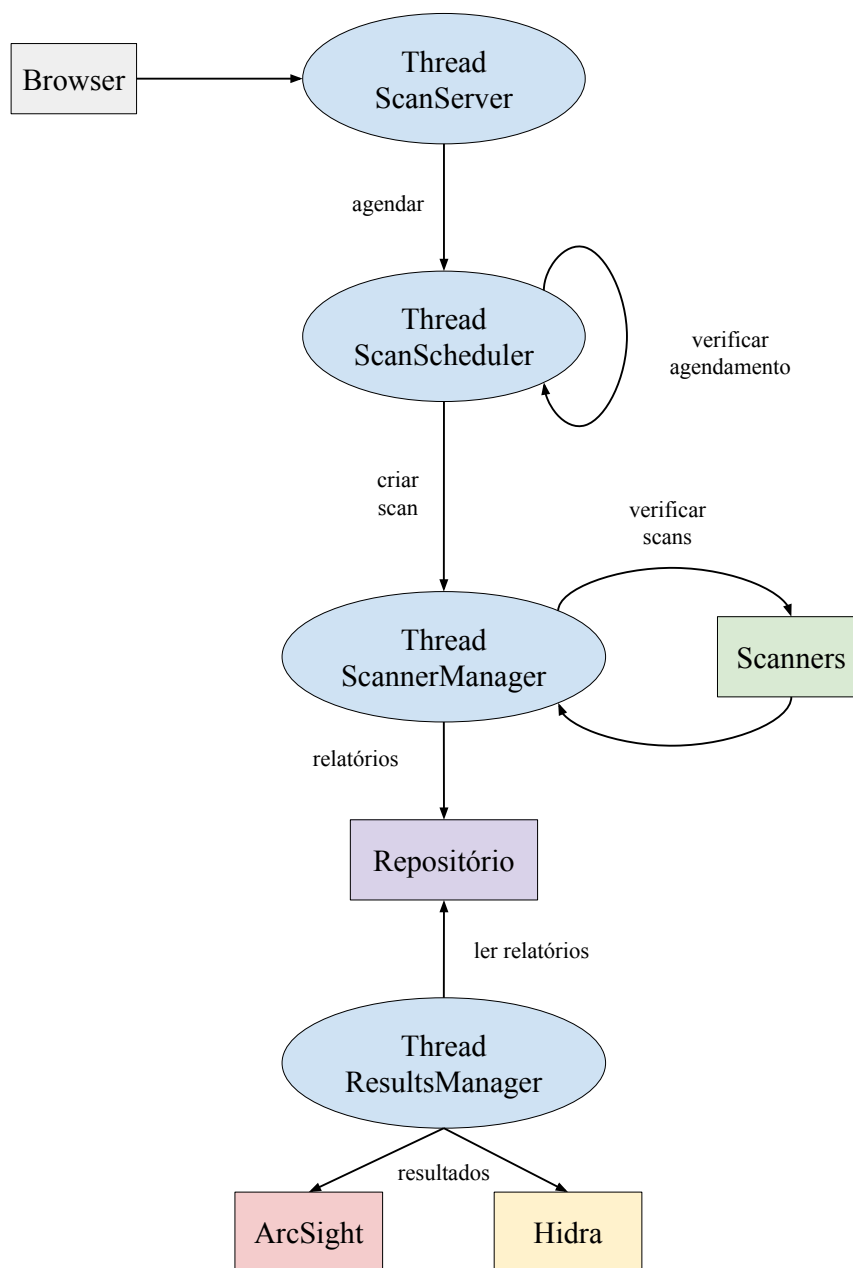 Browser
Thread
ScanServer
agendar
Thread
ScanScheduler
verificar
agendamento
criar
scan
verificar
scans
Thread
ScannerManager
Scanners
relatórios
Repositório
ler relatórios
Thread
ResultsManager
resultados
ArcSight
Hidra